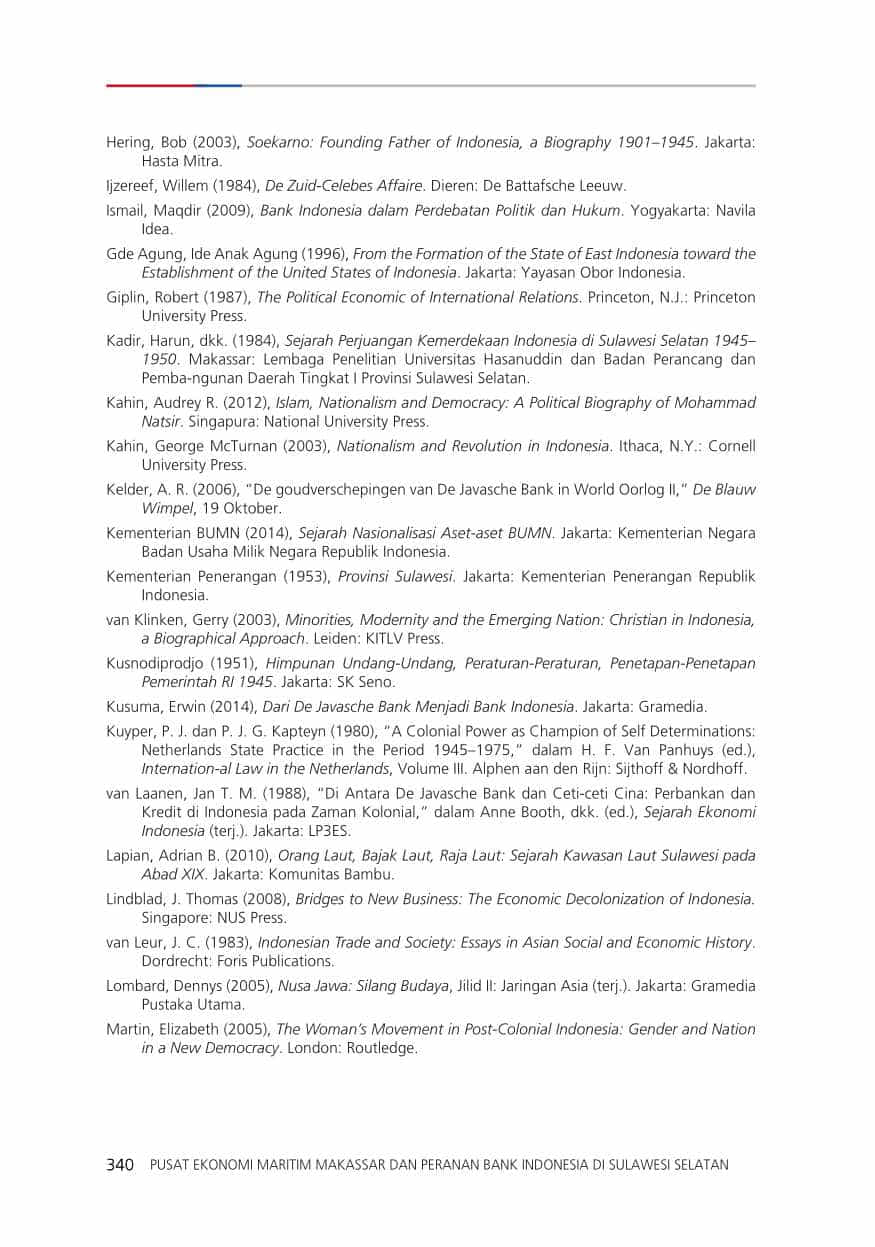 Hering, Bob (2003), Soekarno: Founding Father of Indonesia, a Biography 1901–1945. Jakarta:
Hasta Mitra.
Ijzereef, Willem (1984), De Zuid-Celebes Affaire. Dieren: De Battafsche Leeuw.
Ismail, Maqdir (2009), Bank Indonesia dalam Perdebatan Politik dan Hukum. Yogyakarta: Navila
Idea.
Gde Agung, Ide Anak Agung (1996), From the Formation of the State of East Indonesia toward the
Establishment of the United States of Indonesia. Jakarta: Yayasan Obor Indonesia.
Giplin, Robert (1987), The Political Economic of International Relations. Princeton, N.J.: Princeton
University Press.
Kadir, Harun, dkk. (1984), Sejarah Perjuangan Kemerdekaan Indonesia di Sulawesi Selatan 1945–
1950. Makassar: Lembaga Penelitian Universitas Hasanuddin dan Badan Perancang dan
Pemba-ngunan Daerah Tingkat I Provinsi Sulawesi Selatan.
Kahin, Audrey R. (2012), Islam, Nationalism and Democracy: A Political Biography of Mohammad
Natsir. Singapura: National University Press.
Kahin, George McTurnan (2003), Nationalism and Revolution in Indonesia. Ithaca, N.Y.: Cornell
University Press.
Kelder, A. R. (2006), “De goudverschepingen van De Javasche Bank in World Oorlog II,” De Blauw
Wimpel, 19 Oktober.
Kementerian BUMN (2014), Sejarah Nasionalisasi Aset-aset BUMN. Jakarta: Kementerian Negara
Badan Usaha Milik Negara Republik Indonesia.
Kementerian Penerangan (1953), Provinsi Sulawesi. Jakarta: Kementerian Penerangan Republik
Indonesia.
van Klinken, Gerry (2003), Minorities, Modernity and the Emerging Nation: Christian in Indonesia,
a Biographical Approach. Leiden: KITLV Press.
Kusnodiprodjo (1951), Himpunan Undang-Undang, Peraturan-Peraturan, Penetapan-Penetapan
Pemerintah RI 1945. Jakarta: SK Seno.
Kusuma, Erwin (2014), Dari De Javasche Bank Menjadi Bank Indonesia. Jakarta: Gramedia.
Kuyper, P. J. dan P. J. G. Kapteyn (1980), “A Colonial Power as Champion of Self Determinations:
Netherlands State Practice in the Period 1945–1975,” dalam H. F. Van Panhuys (ed.),
Internation-al Law in the Netherlands, Volume III. Alphen aan den Rijn: Sijthoff & Nordhoff.
van Laanen, Jan T. M. (1988), “Di Antara De Javasche Bank dan Ceti-ceti Cina: Perbankan dan
Kredit di Indonesia pada Zaman Kolonial,” dalam Anne Booth, dkk. (ed.), Sejarah Ekonomi
Indonesia (terj.). Jakarta: LP3ES.
Lapian, Adrian B. (2010), Orang Laut, Bajak Laut, Raja Laut: Sejarah Kawasan Laut Sulawesi pada
Abad XIX. Jakarta: Komunitas Bambu.
Lindblad, J. Thomas (2008), Bridges to New Business: The Economic Decolonization of Indonesia.
Singapore: NUS Press.
van Leur, J. C. (1983), Indonesian Trade and Society: Essays in Asian Social and Economic History.
Dordrecht: Foris Publications.
Lombard, Dennys (2005), Nusa Jawa: Silang Budaya, Jilid II: Jaringan Asia (terj.). Jakarta: Gramedia
Pustaka Utama.
Martin, Elizabeth (2005), The Woman’s Movement in Post-Colonial Indonesia: Gender and Nation
in a New Democracy. London: Routledge.
340 PUSAT EKONOMI MARITIM MAKASSAR DAN PERANAN BANK INDONESIA DI SULAWESI SELATAN